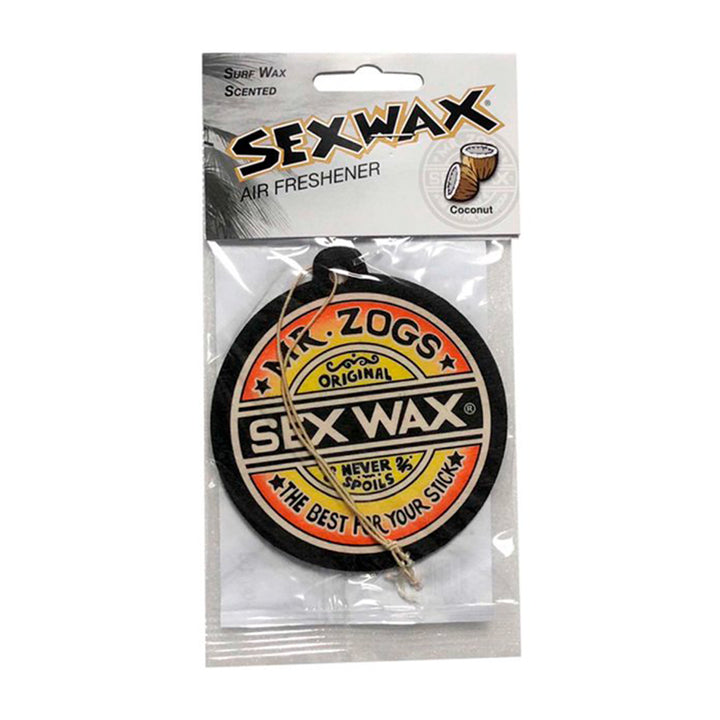 SURF WAX
SCENTED
SEXWAX®
AIR FRESHENER
Coconut
MR. ZOGS
ORIGINAL
SEX WAX®
NEVER
SPOILS
THE BEST FOR YOUR STICK